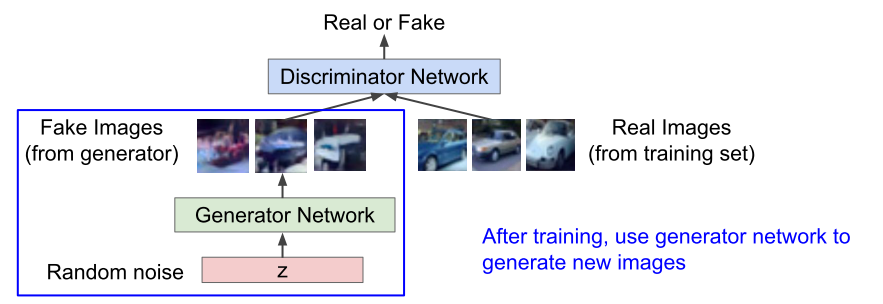 Real or Fake
Discriminator Network
Fake Images
(from generator)
Real Images
(from training set)
Generator Network
After training, use generator network to
generate new images
Random noise
z